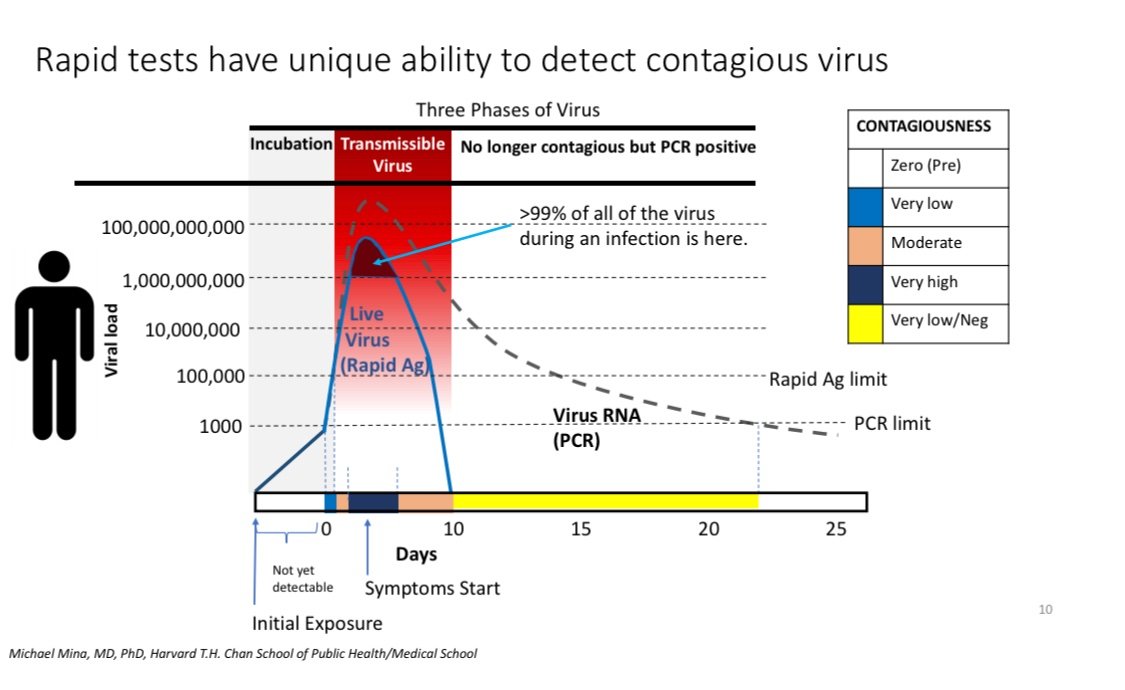 Rapid tests have unique ability to detect contagious virus
Three Phases of Virus
Incubation
Transmissible
Virus
No longer contagious but PCR positive
CONTAGIOUSNESS
Zero (Pre)
Very low
Moderate
Very high
Very low/Neg
>99% of all of the virus
during an infection is here.
Viral load
100,000,000,000
1,000,000,000
10,000,000
100,000
1000
Live
Virus
(Rapid Ag)
Rapid Ag limit
Virus RNA
(PCR)
PCR limit
0
10
15
20
25
Days
Not yet
detectable
Symptoms Start
Initial Exposure
10
Michael Mina, MD, PhD, Harvard T.H. Chan School of Public Health/Medical School